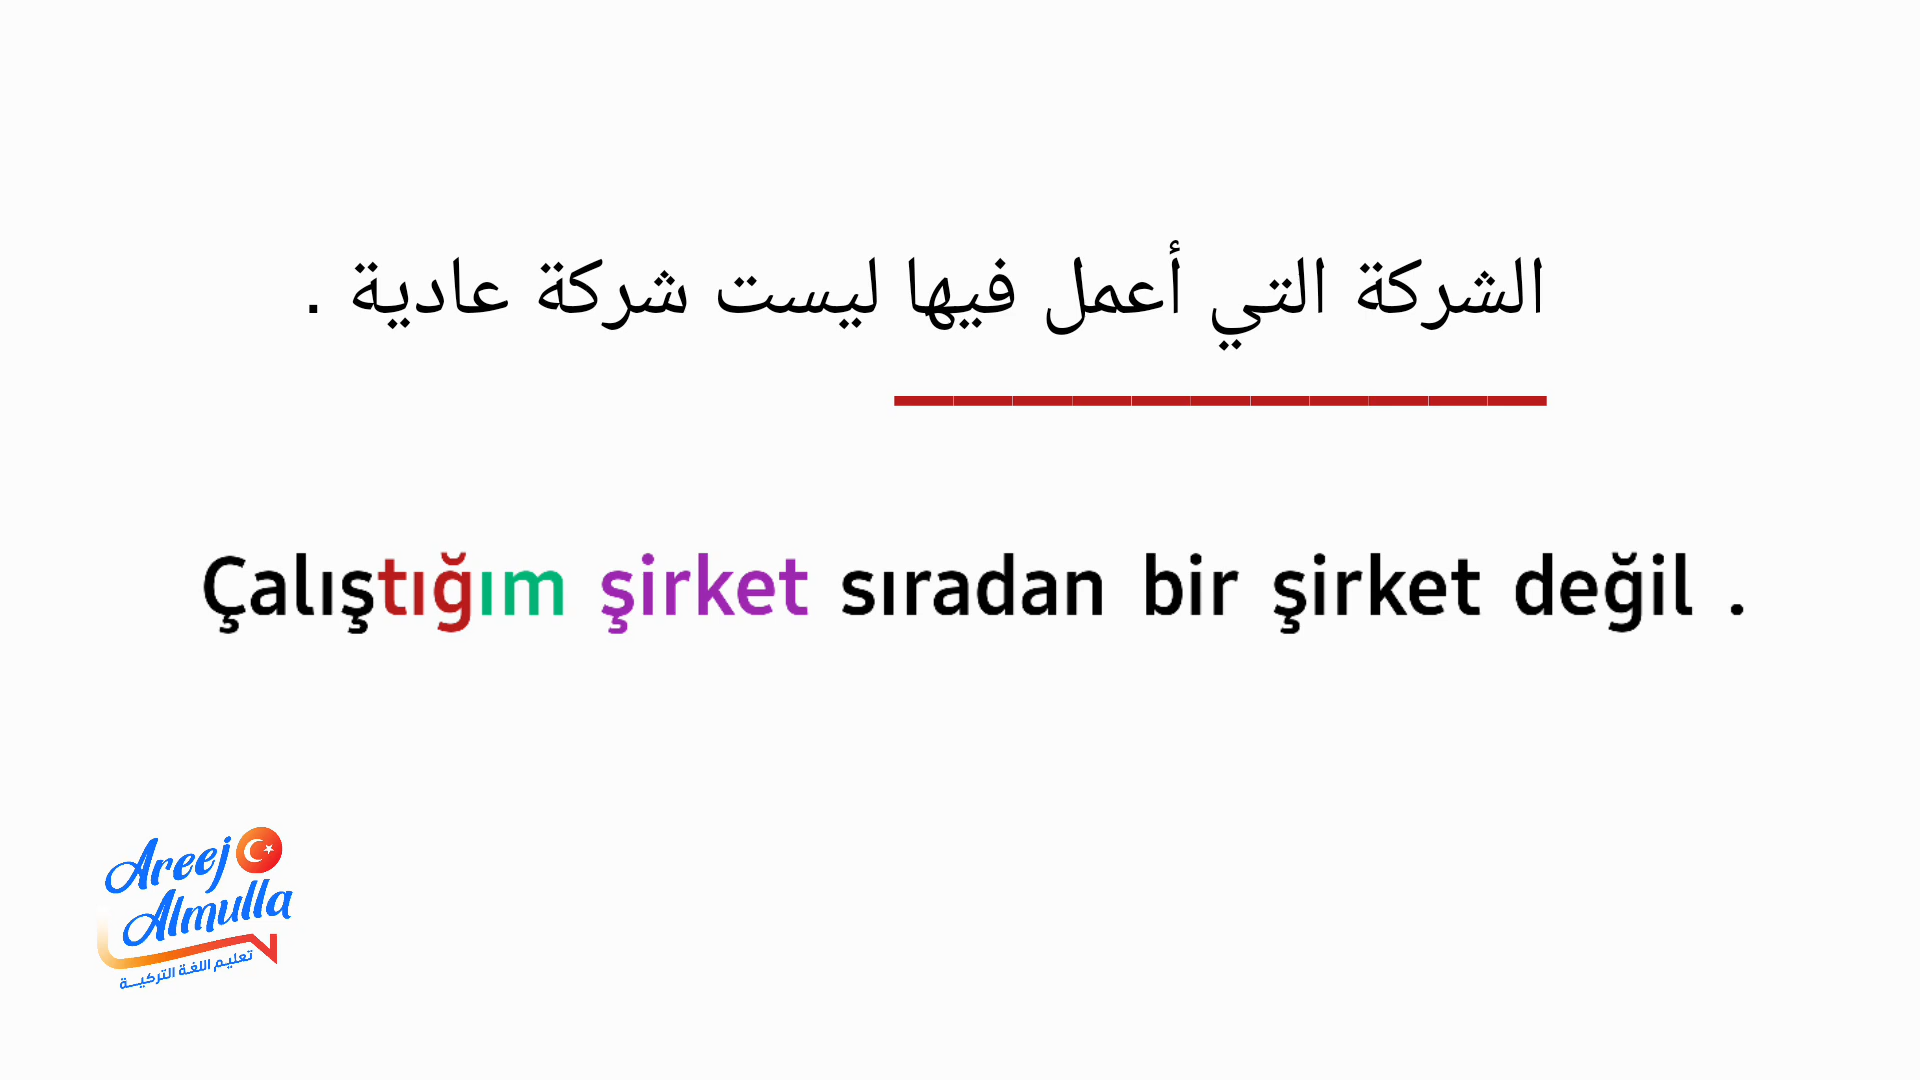 الشركة التي أعمل فيها ليست شركة عادية .
Çalıştığım şirket sıradan bir şirket değil .
Areej
Almulla
تعليم اللغة التركيـــة